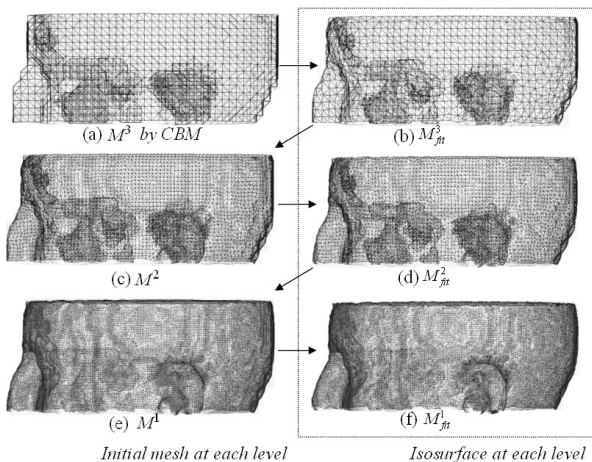 (a) M³ by CBM
(b) M³fit
(c) M²
(d) M²fit
(e) M¹
(f) M¹fit
Initial mesh at each level
Isosurface at each level